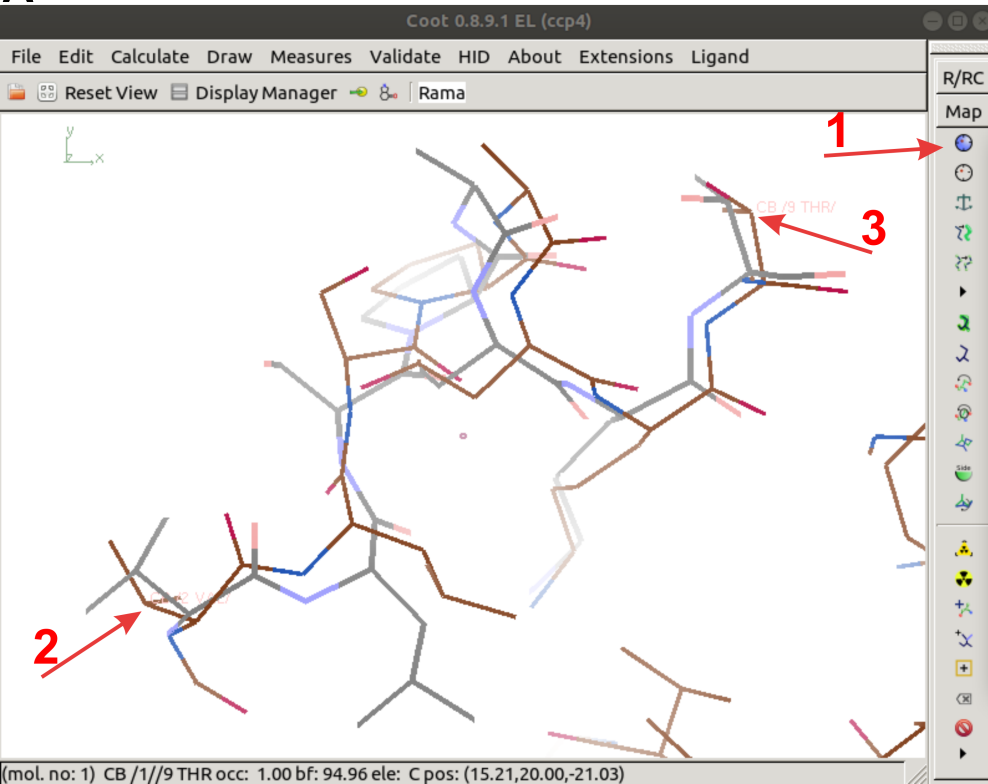 Coot 0.8.9.1 EL (ccp4)
File Edit Calculate Draw Measures Validate HID About Extensions Ligand
R/RC
Reset View Display Manager Rama
Map
1
y
z x
CB /9 THR/
3
2
Side
(mol. no: 1) CB /1//9 THR occ: 1.00 bf: 94.96 ele: C pos: (15.21,20.00,-21.03)